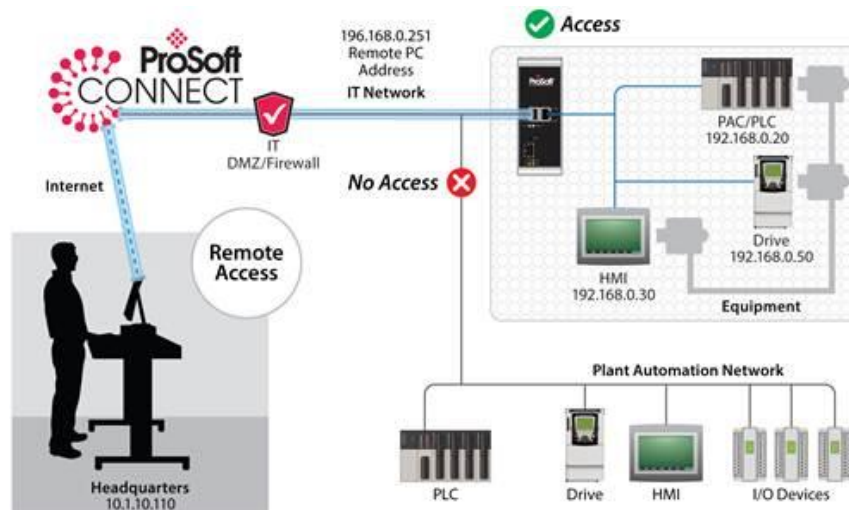 ProSoft
CONNECT
196.168.0.251
Remote PC
Address
IT Network
Access
ProSoft
PAC/PLC
192.168.0.20
IT
DMZ/Firewall
Internet
No Access
Remote
Access
Drive
192.168.0.50
HMI
192.168.0.30
Equipment
Plant Automation Network
PLC
Drive
HMI
I/O Devices
Headquarters
10.1.10.110